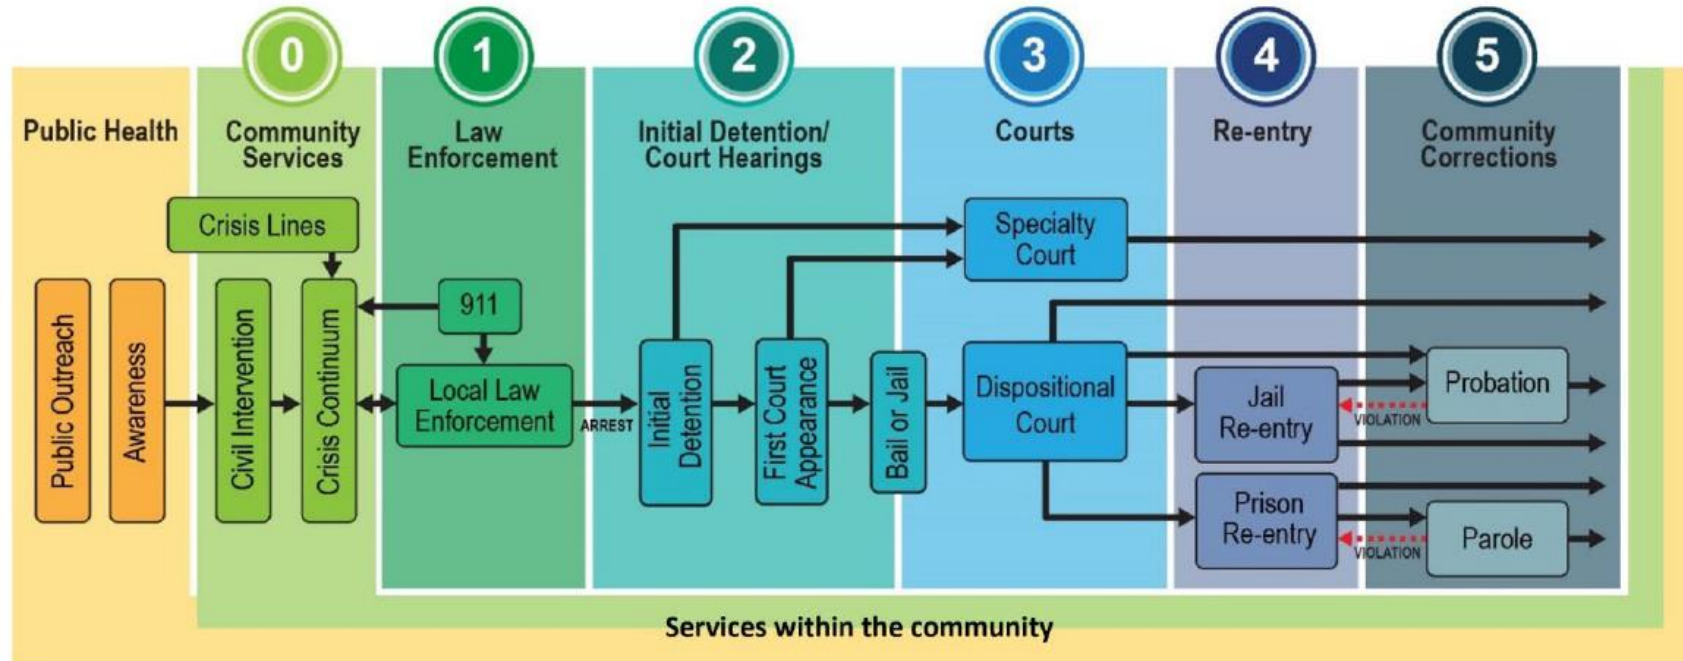 0
1
2
3
4
5
Public Health
Community
Services
Law
Enforcement
Initial Detention/
Court Hearings
Courts
Re-entry
Community
Corrections
Crisis Lines
Public Outreach
Awareness
Civil Intervention
Crisis Continuum
911
Local Law
Enforcement
ARREST
Initial
Detention
First Court
Appearance
Bail or Jail
Specialty
Court
Dispositional
Court
Jail
Re-entry
Prison
Re-entry
Probation
VIOLATION
Parole
VIOLATION
Services within the community